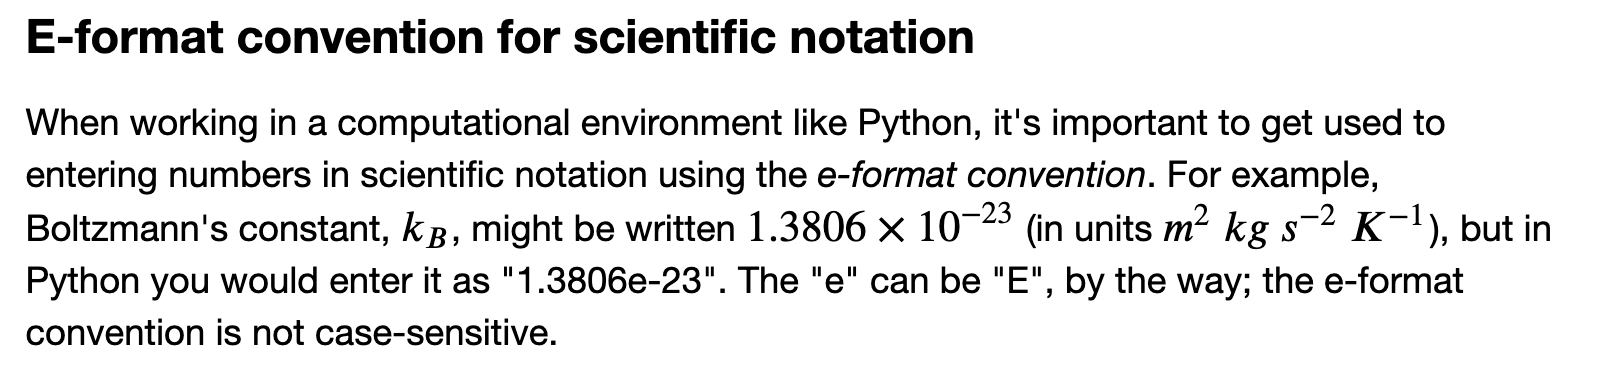 E-format convention for scientific notation
When working in a computational environment like Python, it's important to get used to
entering numbers in scientific notation using the e-format convention. For example,
Boltzmann's constant, k_B, might be written 1.3806 × 10⁻²³ (in units m² kg s⁻² K⁻¹), but in
Python you would enter it as "1.3806e-23". The "e" can be "E", by the way; the e-format
convention is not case-sensitive.